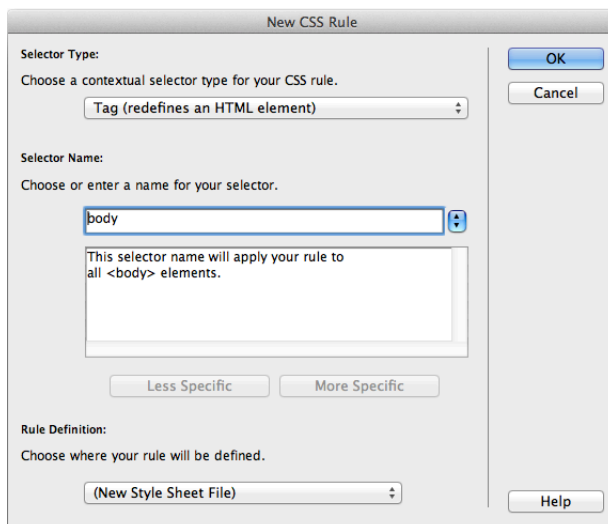 New CSS Rule
Selector Type:
OK
Choose a contextual selector type for your CSS rule.
Cancel
Tag (redefines an HTML element)
Selector Name:
Choose or enter a name for your selector.
body
This selector name will apply your rule to
all <body> elements.
Less Specific
More Specific
Rule Definition:
Choose where your rule will be defined.
(New Style Sheet File)
Help